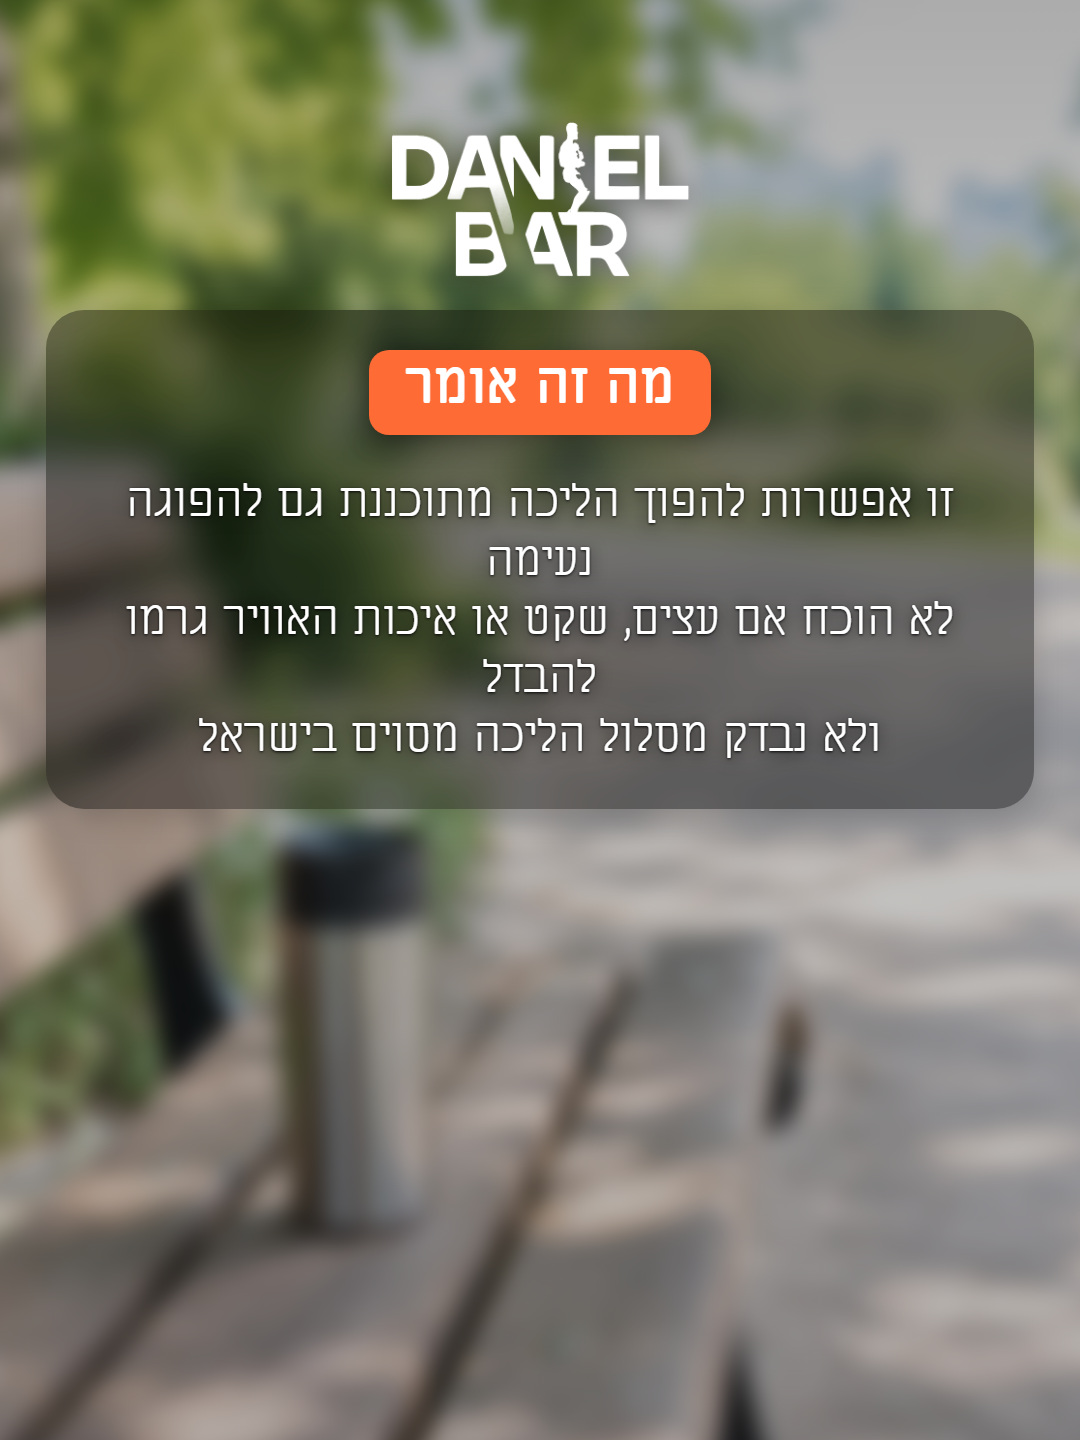 DANIEL
BAR
מה זה אומר
זו אפשרות להפוך הליכה מתוכננת גם להפוגה
נעימה
לא הוכח אם עצים, שקט או איכות האוויר גרמו
להבדל
ולא נבדק מסלול הליכה מסוים בישראל